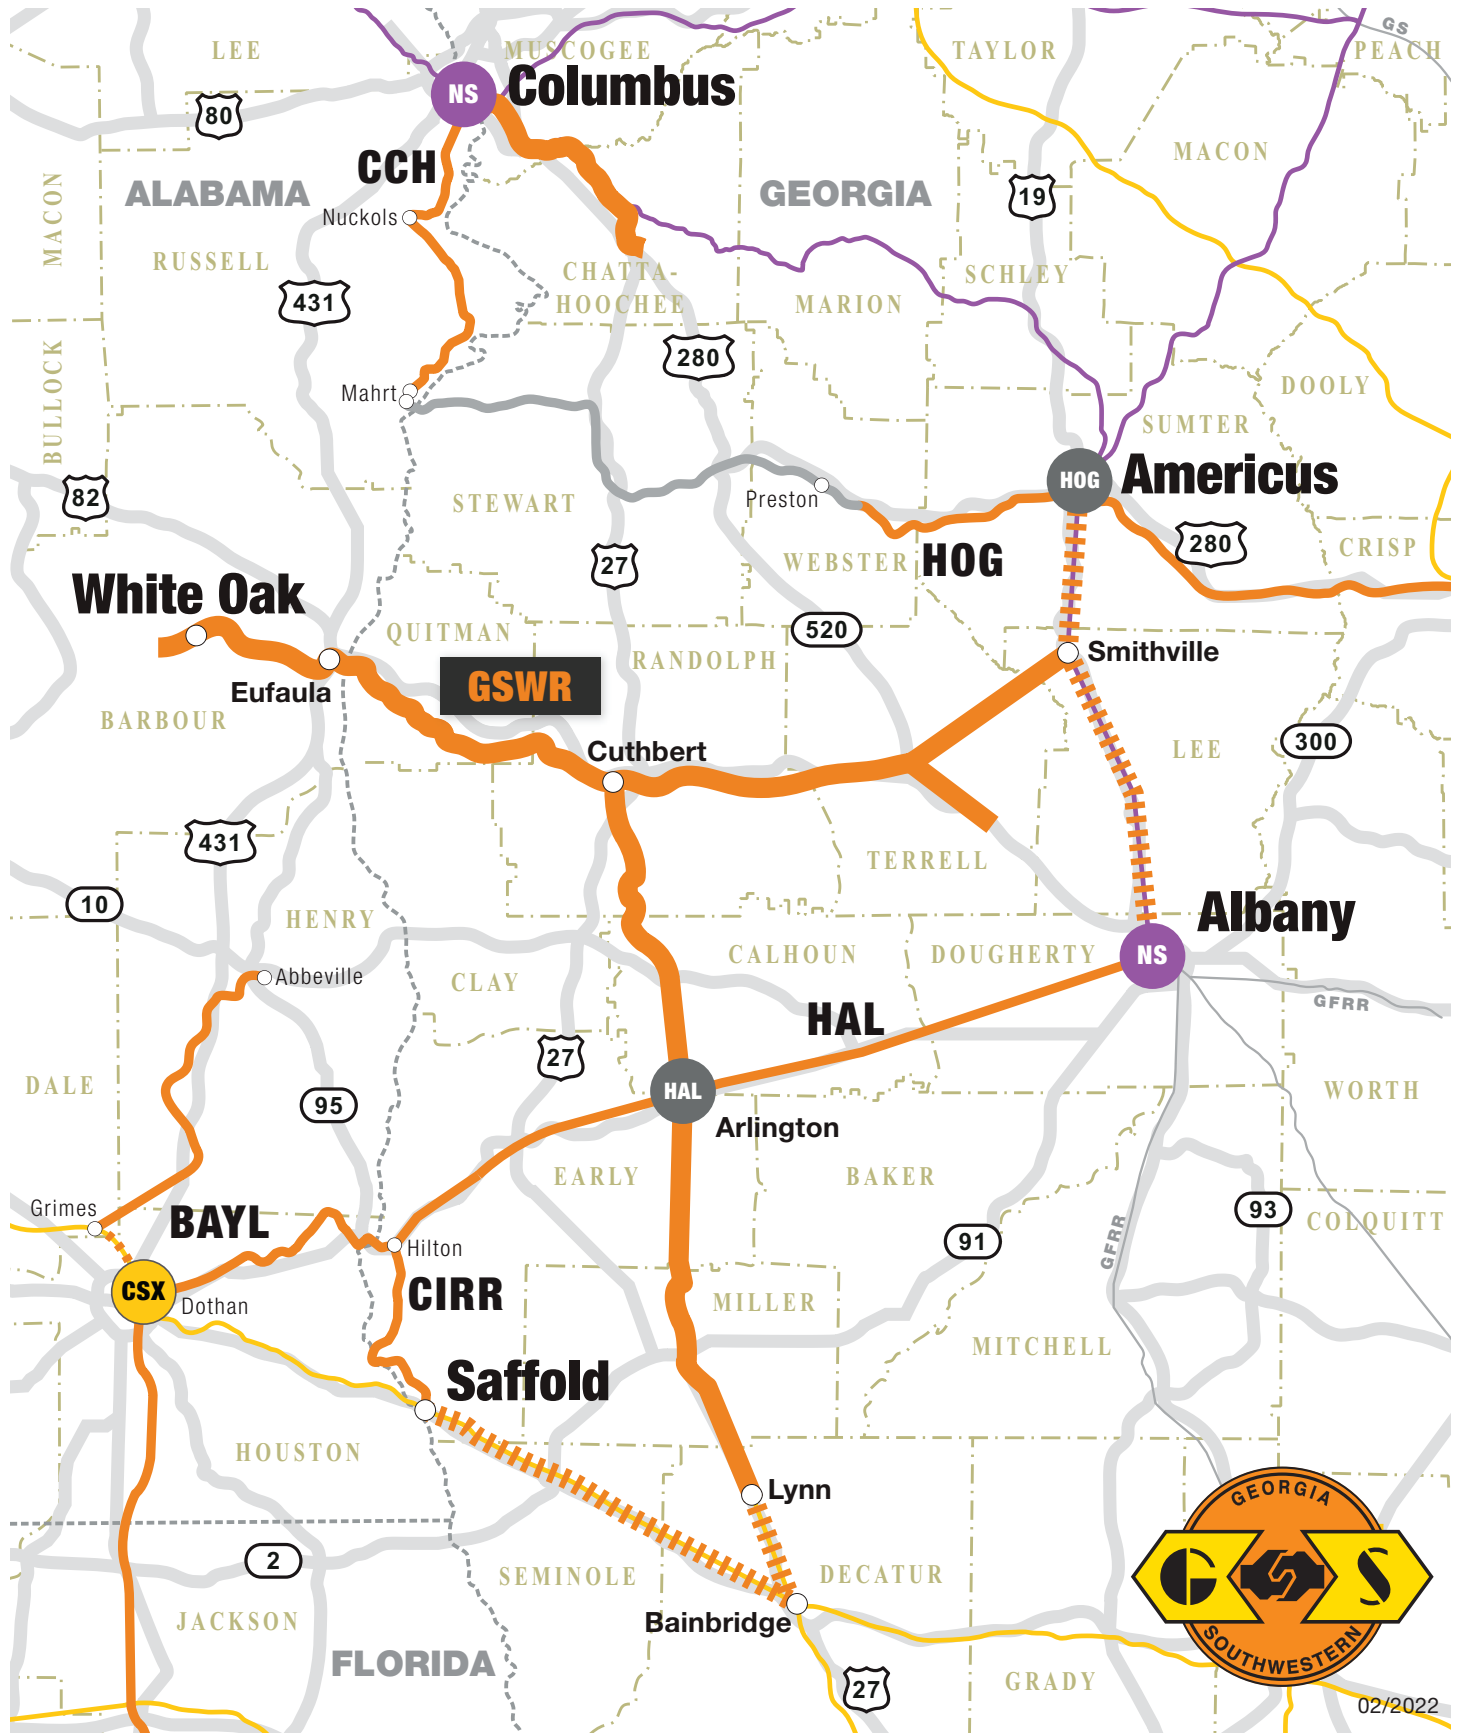 LEE
MUSCOGEE
TAYLOR
GS
PEACH
NS
Columbus
80
CCH
MACON
MACON
ALABAMA
GEORGIA
19
Nuckols
RUSSELL
CHATTA-
HOOCHEE
SCHLEY
431
MARION
280
BULLOCK
Mahrt
DOOLY
SUMTER
HOG
Americus
82
STEWART
Preston
280
CRISP
WEBSTER
HOG
27
White Oak
QUITMAN
520
RANDOLPH
Smithville
GSWR
Eufaula
BARBOUR
Cuthbert
LEE
300
431
TERRELL
10
HENRY
Albany
CALHOUN
DOUGHERTY
NS
Abbeville
CLAY
GFRR
HAL
27
DALE
HAL
WORTH
95
Arlington
EARLY
BAKER
Grimes
BAYL
93
COLQUITT
Hilton
91
GFRR
CSX
Dothan
CIRR
MILLER
MITCHELL
Saffold
HOUSTON
Lynn
GEORGIA
G S
SOUTHWESTERN
2
SEMINOLE
DECATUR
JACKSON
Bainbridge
FLORIDA
GRADY
27
02/2022